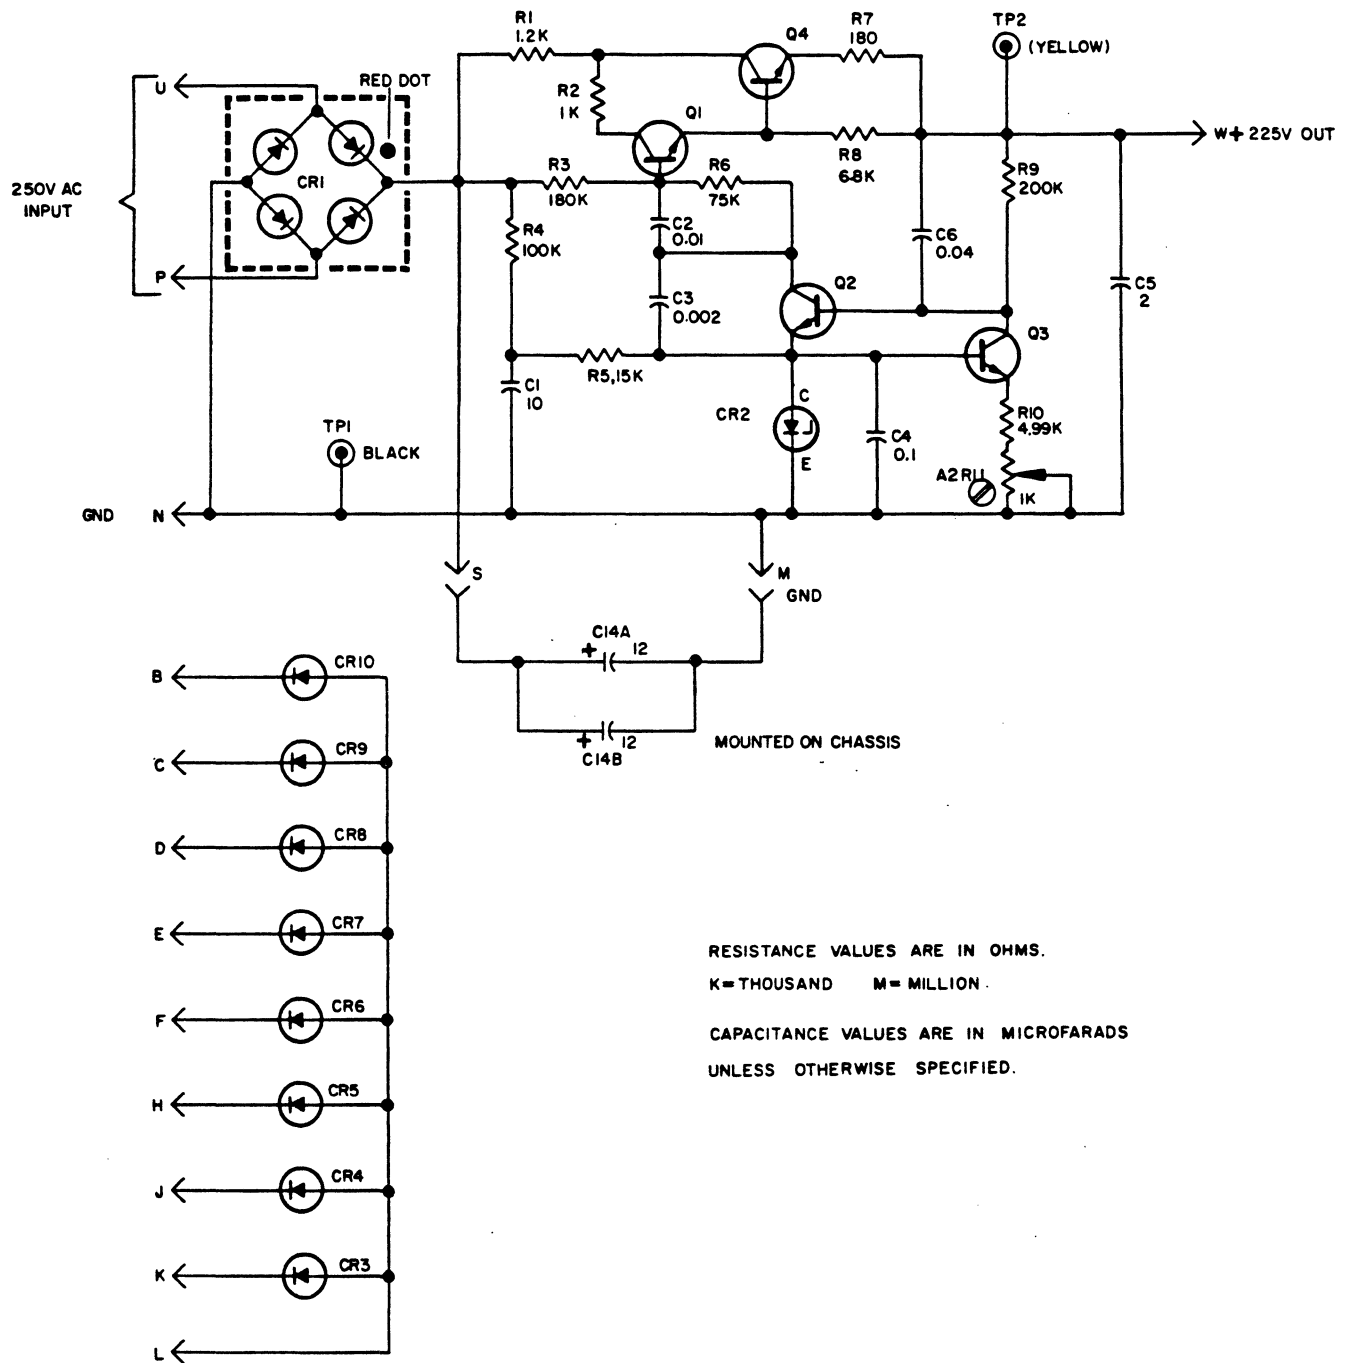 R1
1.2K
Q4
R7
180
TP2
(YELLOW)
U
RED DOT
R2
1K
Q1
W+ 225V OUT
250V AC
INPUT
CR1
R3
180K
R6
75K
R8
6.8K
R9
200K
R4
100K
C2
0.01
C6
0.04
P
C3
0.002
Q2
C5
2
Q3
R5,15K
C1
10
C
CR2
E
C4
0.1
R10
4.99K
TP1
BLACK
A2R11
1K
GND N
S
M
GND
C14A
+ 12
+ 12
C14B
MOUNTED ON CHASSIS
B
CR10
C
CR9
D
CR8
E
CR7
F
CR6
H
CR5
J
CR4
K
CR3
L
RESISTANCE VALUES ARE IN OHMS.
K=THOUSAND M=MILLION.
CAPACITANCE VALUES ARE IN MICROFARADS
UNLESS OTHERWISE SPECIFIED.